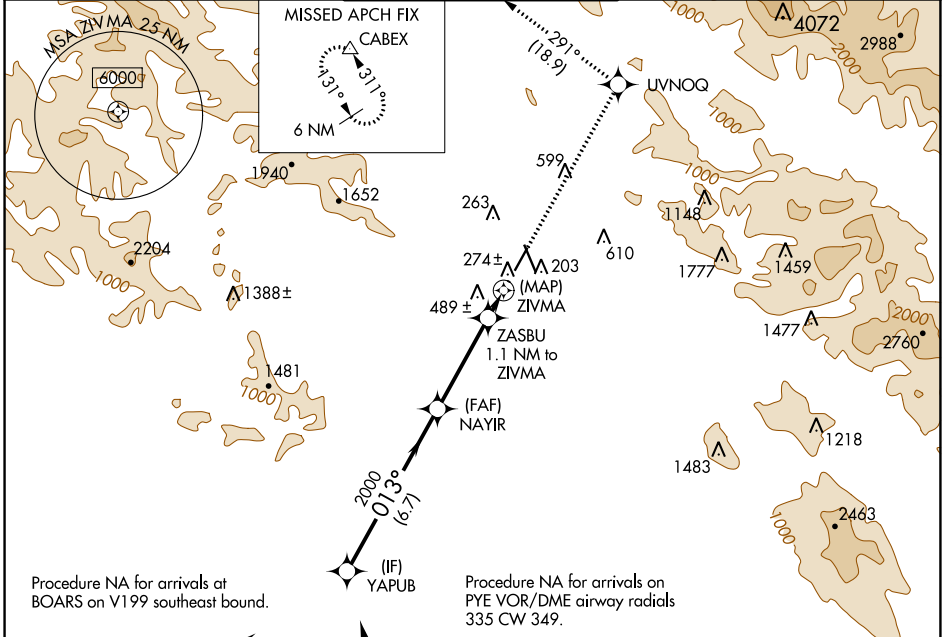 MSA ZIVMA 25 NM
6000
MISSED APCH FIX
CABEX
131°
311°
6 NM
291°
(18.9)
UVNOQ
1000
4072
2988
2000
1000
1940
1652
263
599
1000
1148
2204
1000
1388±
274±
203
610
1777
1459
489 ±
(MAP)
ZIVMA
ZASBU
1.1 NM to
ZIVMA
1477
2000
2760
1000
1481
1000
(FAF)
NAYIR
1483
1218
2000
013°
(6.7)
1000
2463
(IF)
YAPUB
Procedure NA for arrivals at
BOARS on V199 southeast bound.
Procedure NA for arrivals on
PYE VOR/DME airway radials
335 CW 349.